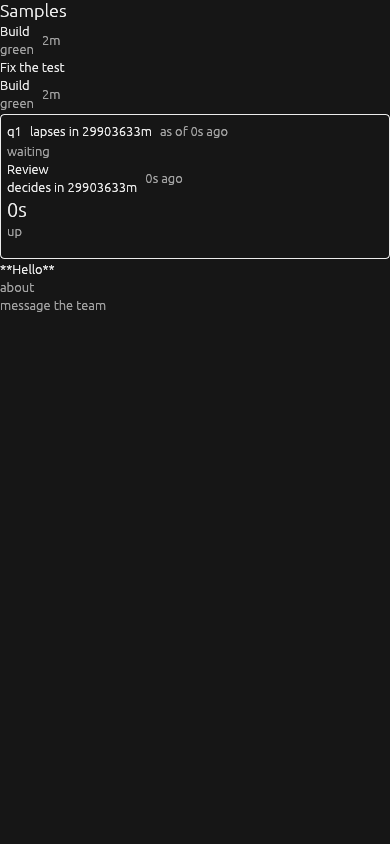 Samples
Build
green 2m
Fix the test
Build
green 2m
q1 lapses in 29903633m as of 0s ago
waiting
Review
decides in 29903633m 0s ago
0s
up
**Hello**
about
message the team